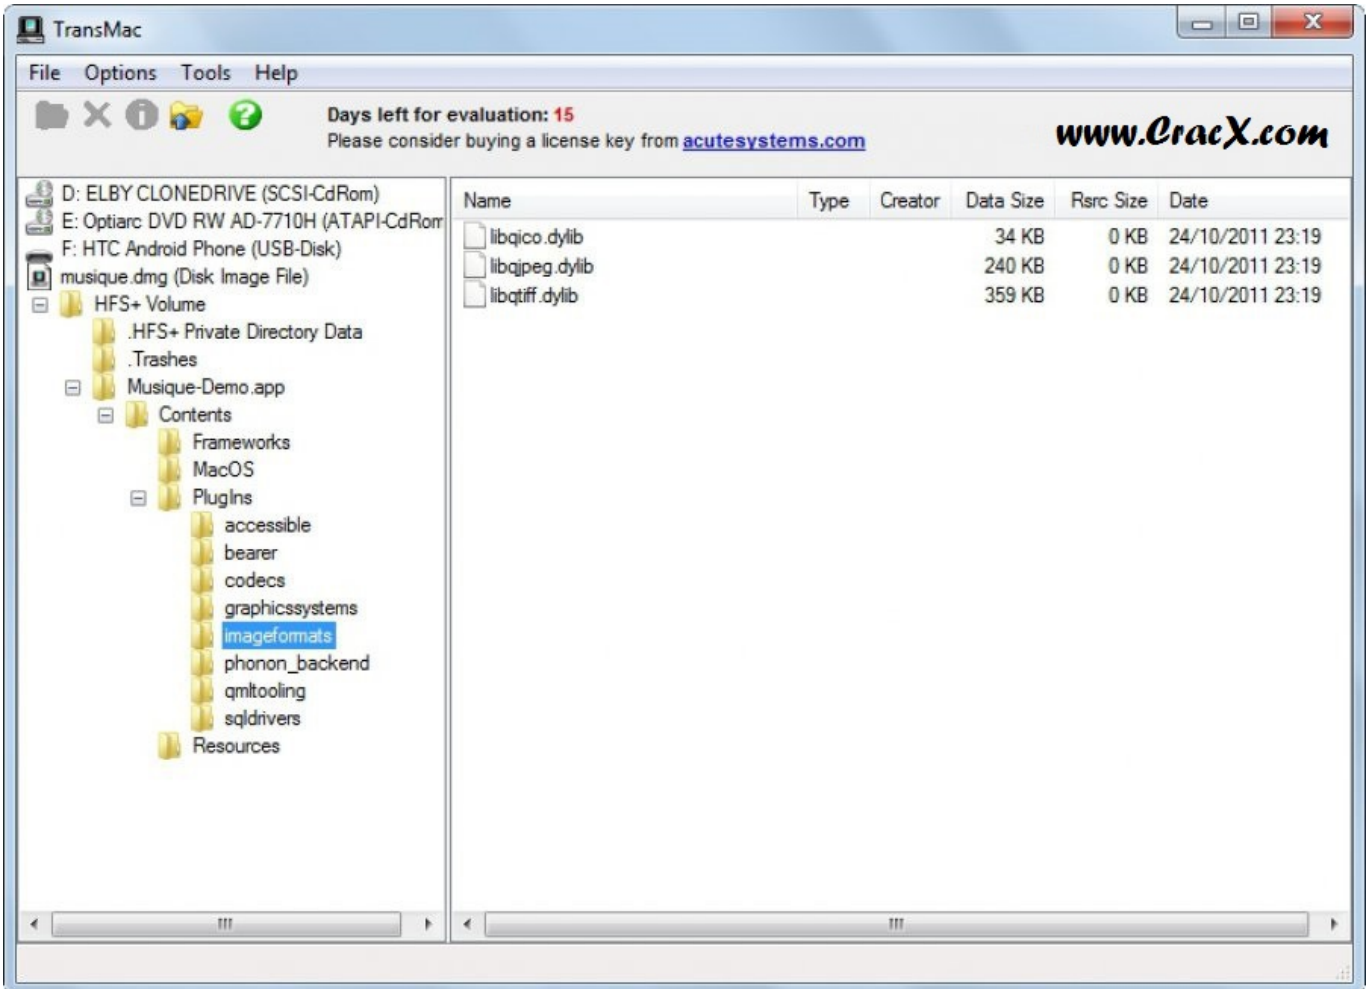 TransMac
File Options Tools Help
Days left for evaluation: 15
Please consider buying a license key from acutesystems.com
www.CracX.com
D: ELBY CLONEDRIVE (SCSI-CdRom)
E: Optiarc DVD RW AD-7710H (ATAPI-CdRom
F: HTC Android Phone (USB-Disk)
musique.dmg (Disk Image File)
HFS+ Volume
.HFS+ Private Directory Data
.Trashes
Musique-Demo.app
Contents
Frameworks
MacOS
PlugIns
accessible
bearer
codecs
graphicssystems
imageformats
phonon_backend
qmltooling
sqldrivers
Resources
Name Type Creator Data Size Rsrc Size Date
libqico.dylib 34 KB 0 KB 24/10/2011 23:19
libqjpeg.dylib 240 KB 0 KB 24/10/2011 23:19
libqtiff.dylib 359 KB 0 KB 24/10/2011 23:19